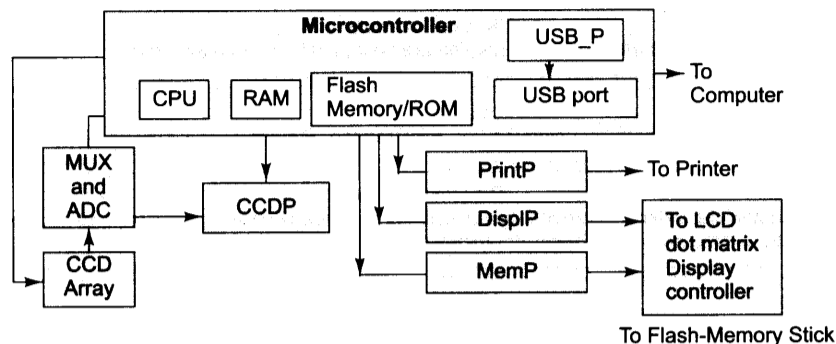 Microcontroller
USB_P
USB port
CPU
RAM
Flash
Memory/ROM
To
Computer
MUX
and
ADC
CCDP
CCD
Array
PrintP
To Printer
DisplP
MemP
To LCD
dot matrix
Display
controller
To Flash-Memory Stick